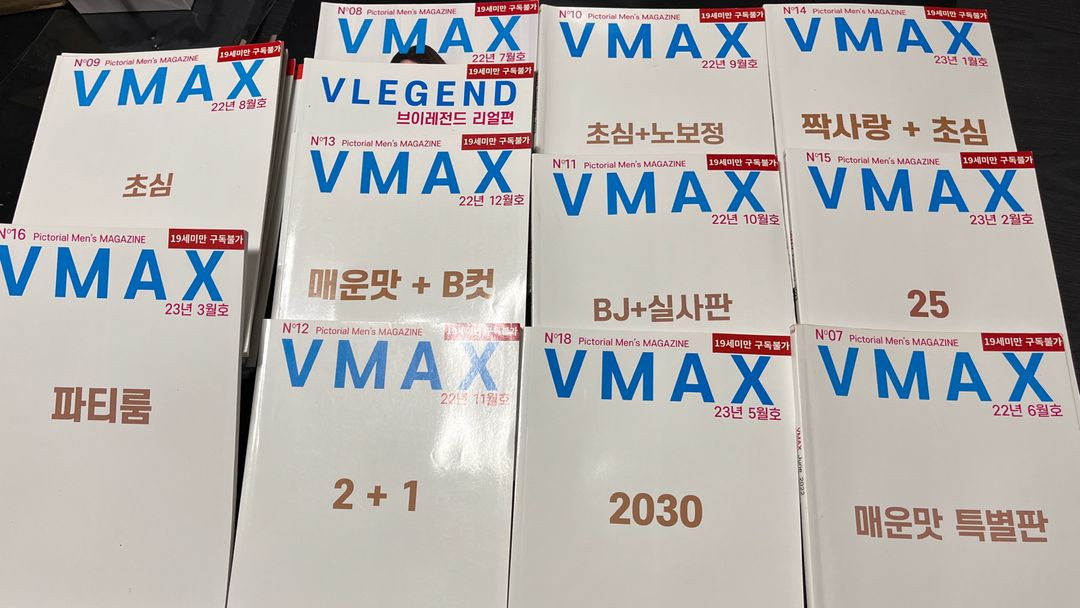 N°08 Pictorial Men's MAGAZINE 19세미만 구독불가
VMAX
22년 7월호
N°10 Pictorial Men's MAGAZINE 19세미만 구독불가
VMAX
22년 9월호
초심+노보정
N°14 Pictorial Men's MAGAZINE 19세미만 구독불가
VMAX
23년 1월호
짝사랑 + 초심
N°09 Pictorial Men's MAGAZINE 19세미만 구독불가
VMAX
22년 8월호
초심
19세미만 구독불가
VLEGEND
브이레전드 리얼편
N°13 Pictorial Men's MAGAZINE 19세미만 구독불가
VMAX
22년 12월호
매운맛 + B컷
N°11 Pictorial Men's MAGAZINE 19세미만 구독불가
VMAX
22년 10월호
BJ+실사판
N°15 Pictorial Men's MAGAZINE 19세미만 구독불가
VMAX
23년 2월호
25
N°16 Pictorial Men's MAGAZINE 19세미만 구독불가
VMAX
23년 3월호
파티룸
N°12 Pictorial Men's MAGAZINE 19세미만 구독불가
VMAX
22년 11월호
2 + 1
N°18 Pictorial Men's MAGAZINE 19세미만 구독불가
VMAX
23년 5월호
2030
N°07 Pictorial Men's MAGAZINE 19세미만 구독불가
VMAX
22년 6월호
매운맛 특별판
VMAX June 2022